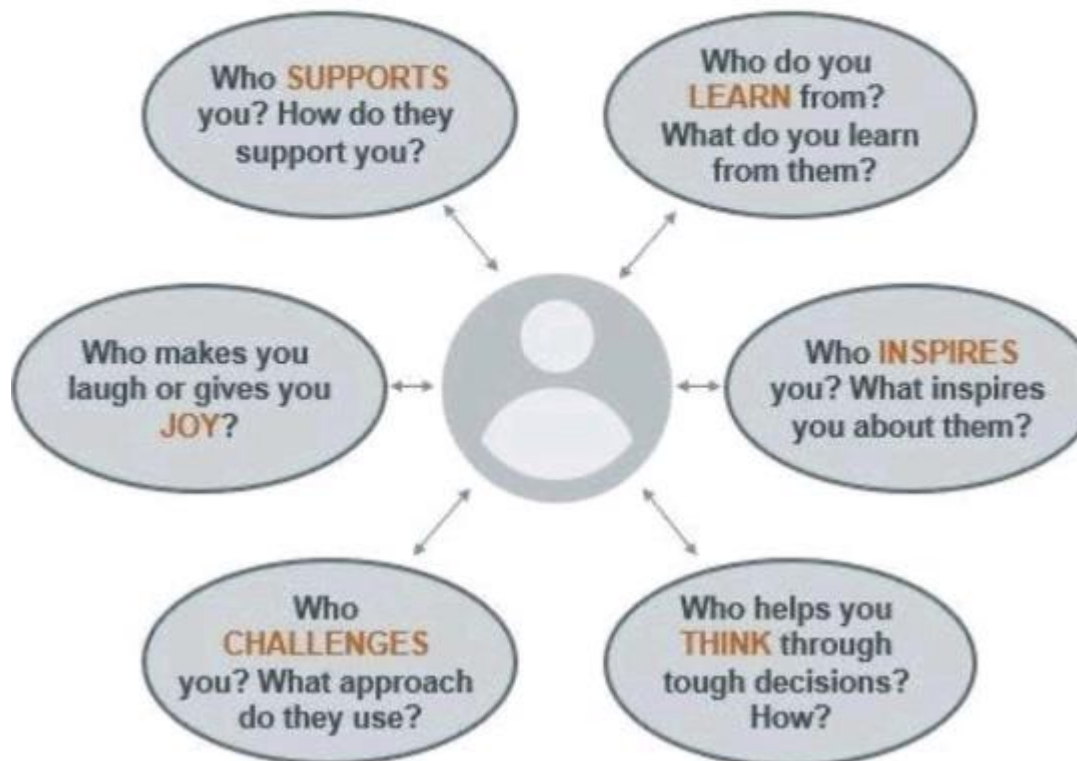 Who SUPPORTS
you? How do they
support you?
Who do you
LEARN from?
What do you learn
from them?
Who makes you
laugh or gives you
JOY?
Who INSPIRES
you? What inspires
you about them?
Who
CHALLENGES
you? What approach
do they use?
Who helps you
THINK through
tough decisions?
How?